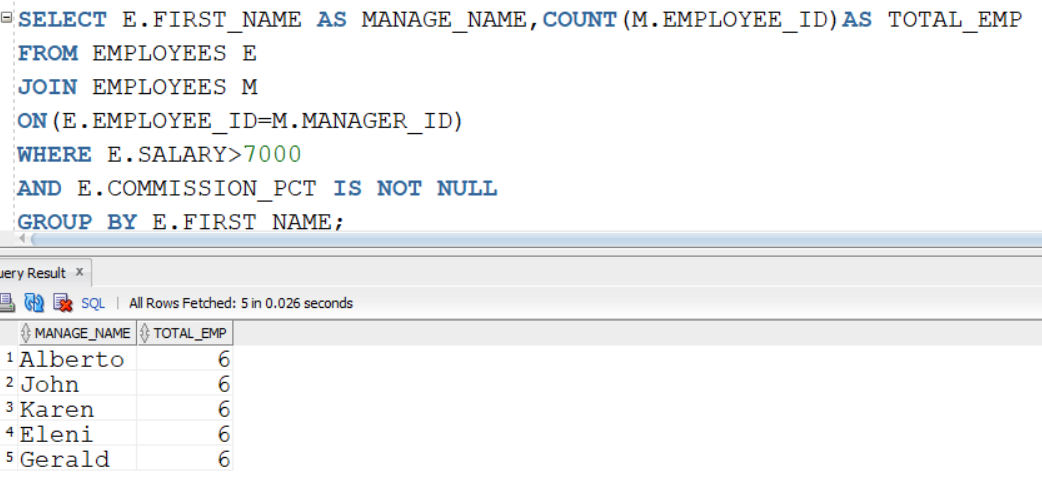 SELECT E.FIRST_NAME AS MANAGE_NAME,COUNT(M.EMPLOYEE_ID)AS TOTAL_EMP
FROM EMPLOYEES E
JOIN EMPLOYEES M
ON(E.EMPLOYEE_ID=M.MANAGER_ID)
WHERE E.SALARY>7000
AND E.COMMISSION_PCT IS NOT NULL
GROUP BY E.FIRST_NAME;
uery Result x
SQL | All Rows Fetched: 5 in 0.026 seconds
MANAGE_NAME TOTAL_EMP
1 Alberto 6
2 John 6
3 Karen 6
4 Eleni 6
5 Gerald 6